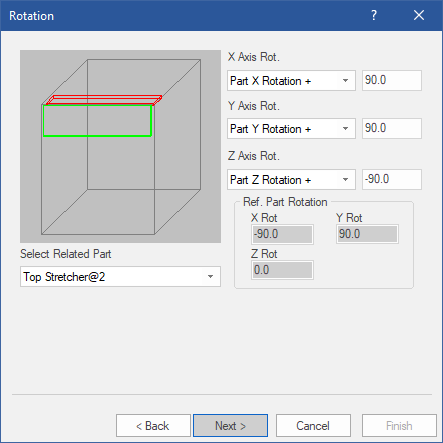 Rotation
?
X Axis Rot.
Part X Rotation +
90.0
Y Axis Rot.
Part Y Rotation +
90.0
Z Axis Rot.
Part Z Rotation +
-90.0
Ref. Part Rotation
X Rot
Y Rot
-90.0
90.0
Z Rot
0.0
Select Related Part
Top Stretcher@2
< Back
Next >
Cancel
Finish